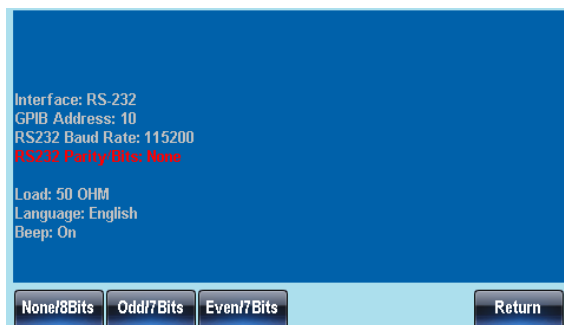 Interface: RS-232
GPIB Address: 10
RS232 Baud Rate: 115200
RS232 Parity/Bits: None
Load: 50 OHM
Language: English
Beep: On
None/8Bits Odd/7Bits Even/7Bits Return